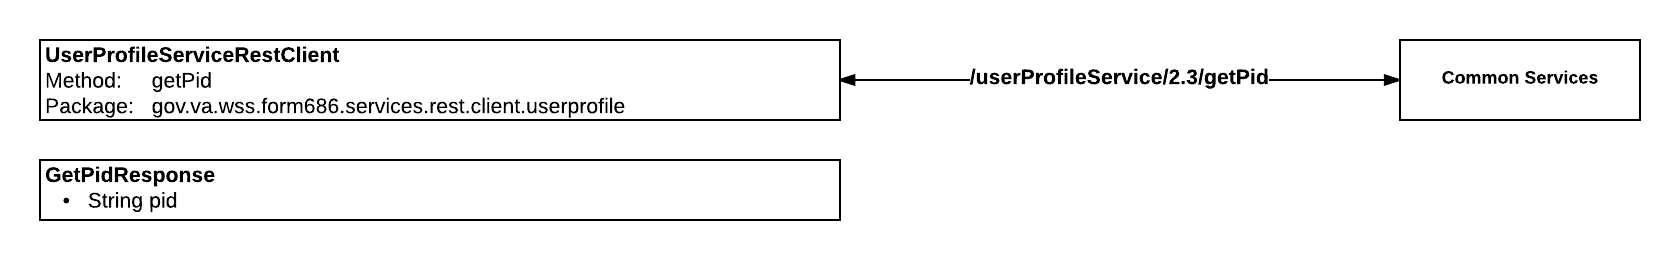 UserProfileServiceRestClient
Method: getPid
Package: gov.va.wss.form686.services.rest.client.userprofile
/userProfileService/2.3/getPid
Common Services
GetPidResponse
• String pid